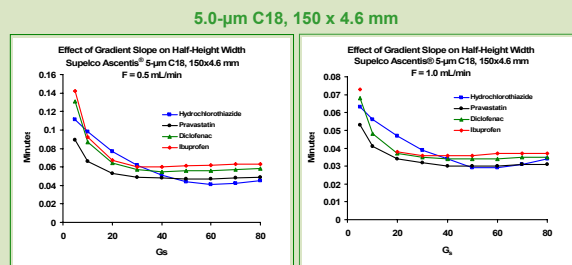 5.0-µm C18, 150 x 4.6 mm
Effect of Gradient Slope on Half-Height Width
Supelco Ascentis® 5-µm C18, 150x4.6 mm
F = 0.5 mL/min
Minutes
0.16
0.14
0.12
0.1
0.08
0.06
0.04
0.02
0
0 20 40 60 80
Gs
Hydrochlorothiazide
Pravastatin
Diclofenac
Ibuprofen
Effect of Gradient Slope on Half-Height Width
Supelco Ascentis® 5-µm C18, 150x4.6 mm
F = 1.0 mL/min
Minutes
0.08
0.07
0.06
0.05
0.04
0.03
0.02
0.01
0
0 20 40 60 80
Gs
Hydrochlorothiazide
Pravastatin
Diclofenac
Ibuprofen